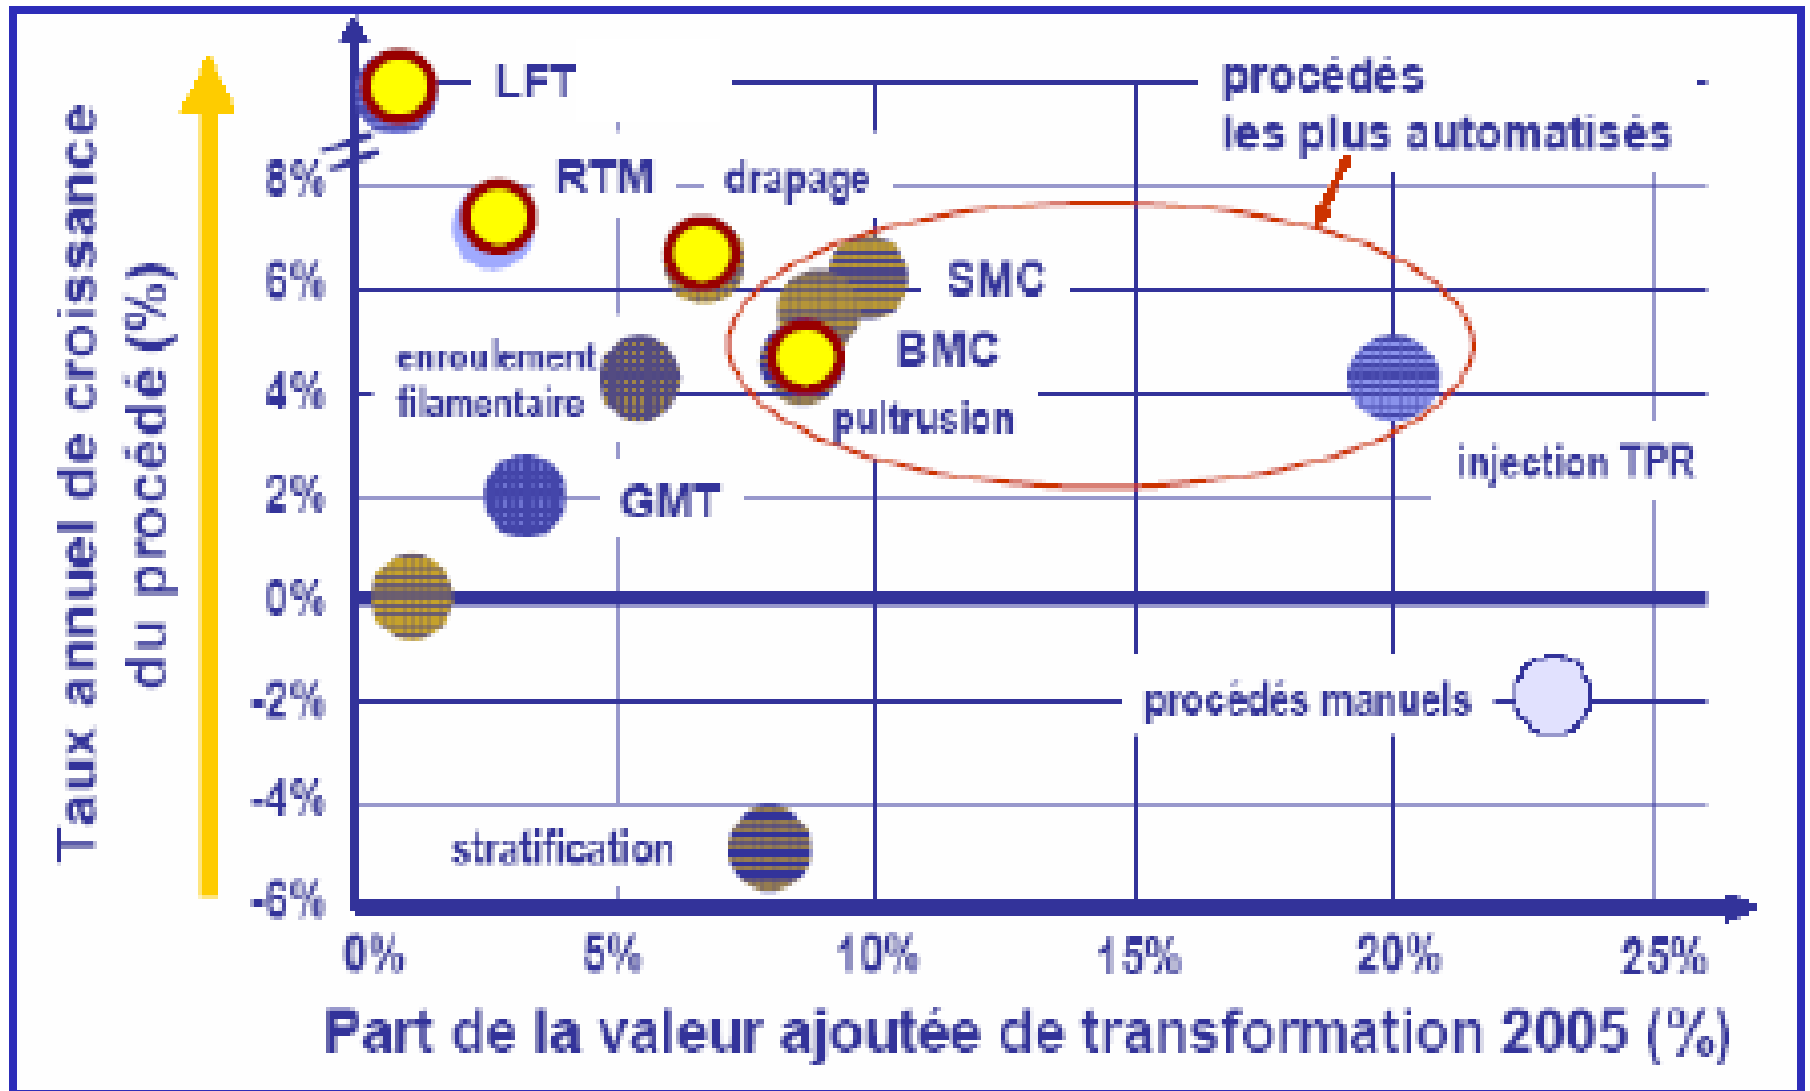 Taux annuel de croissance
du procédé (%)
LFT
procédés
les plus automatisés
8%
RTM
drapage
6%
SMC
enroulement
filamentaire
BMC
4%
pultrusion
injection TPR
2%
GMT
0%
-2%
procédés manuels
-4%
stratification
-6%
0%
5%
10%
15%
20%
25%
Part de la valeur ajoutée de transformation 2005 (%)